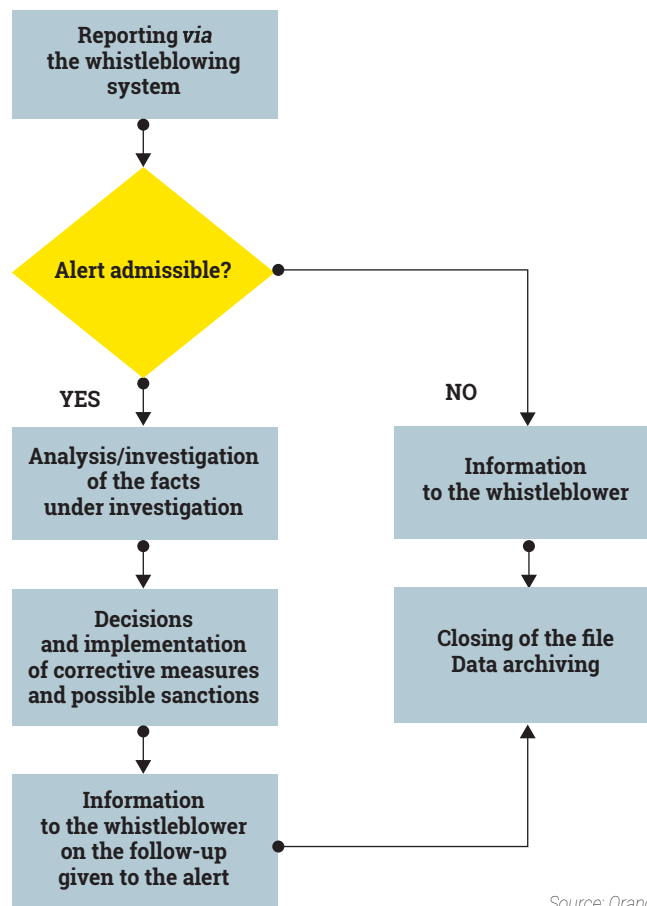 Reporting via
the whistleblowing
system
Alert admissible?
YES
NO
Analysis/investigation
of the facts
under investigation
Information
to the whistleblower
Decisions
and implementation
of corrective measures
and possible sanctions
Closing of the file
Data archiving
Information
to the whistleblower
on the follow-up
given to the alert
Source: